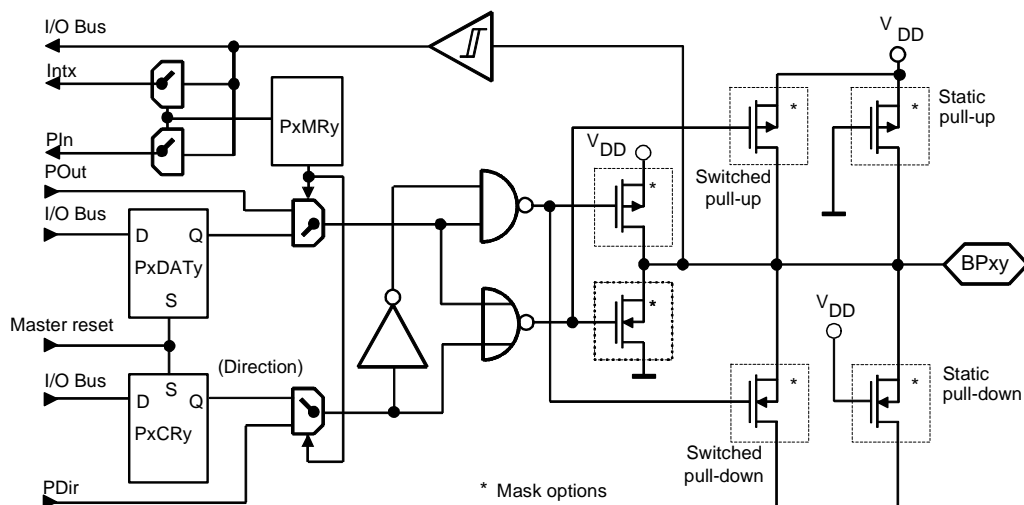 I/O Bus
Intx
PIn
POut
I/O Bus
D
Q
PxDATy
S
Master reset
I/O Bus
S
(Direction)
D
Q
PxCRy
PDir
PxMRy
V
DD
*
*
*
Static
pull-up
V
DD
Switched
pull-up
*
BPxy
V
DD
*
*
Static
pull-down
Switched
pull-down
* Mask options